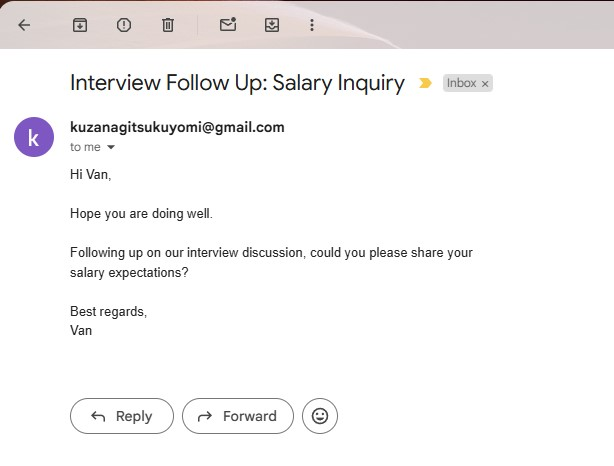 Interview Follow Up: Salary Inquiry Inbox ×
k
kuzanagitsukuyomi@gmail.com
to me
Hi Van,
Hope you are doing well.
Following up on our interview discussion, could you please share your
salary expectations?
Best regards,
Van
Reply Forward